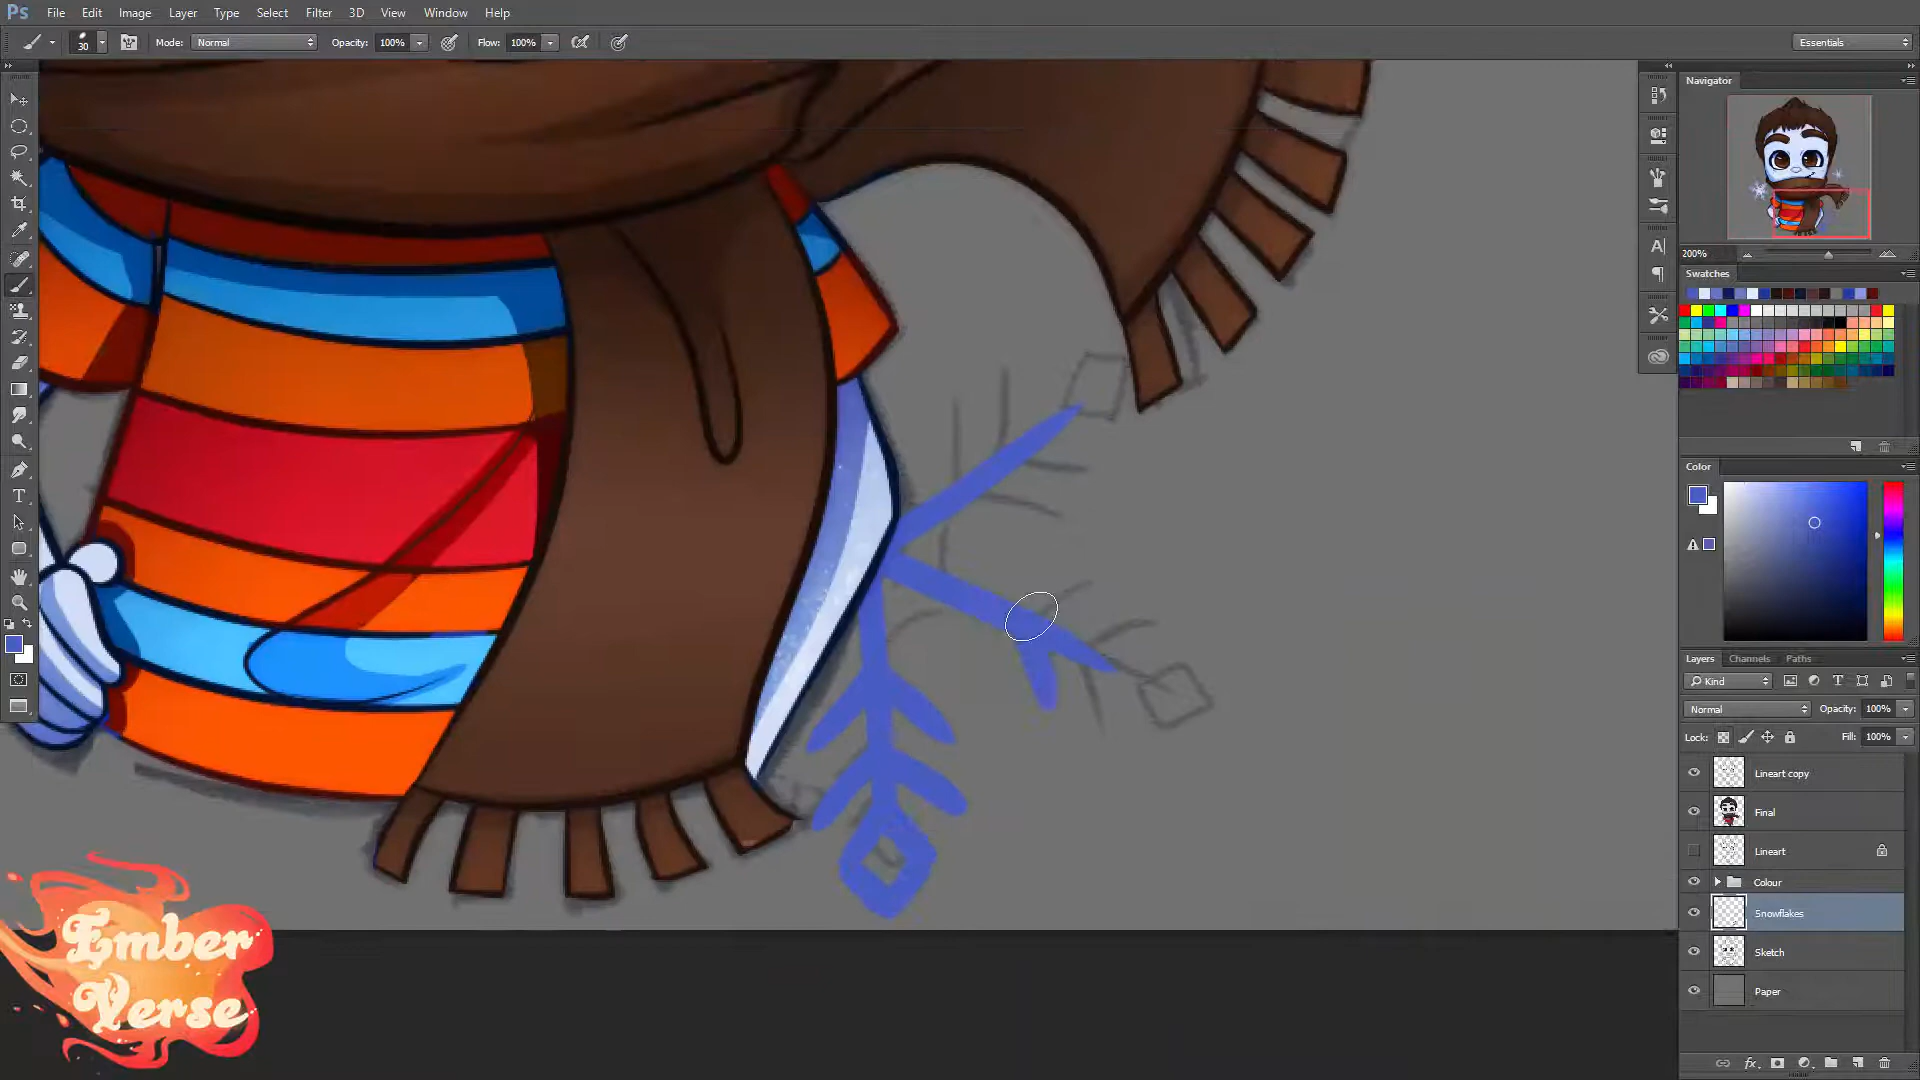 Ps File Edit Image Layer Type Select Filter 3D View Window Help
30 Mode: Normal Opacity: 100% Flow: 100% Essentials
Navigator
200%
Swatches
Color
Layers Channels Paths
Kind
Normal Opacity: 100%
Lock: Fill: 100%
Lineart copy
Final
Lineart
Colour
Snowflakes
Sketch
Paper
Ember
Verse